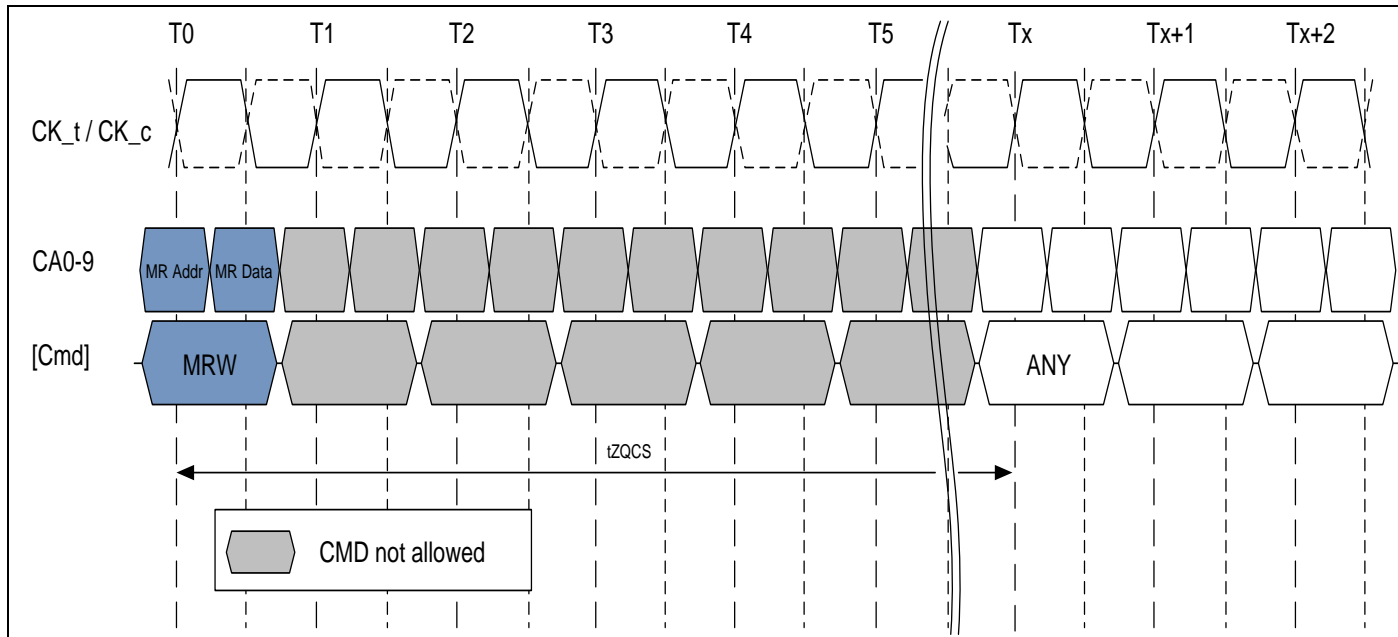 T0 T1 T2 T3 T4 T5 Tx Tx+1 Tx+2
CK_t / CK_c
CA0-9 MR Addr MR Data
[Cmd] MRW ANY
tZQCS
CMD not allowed